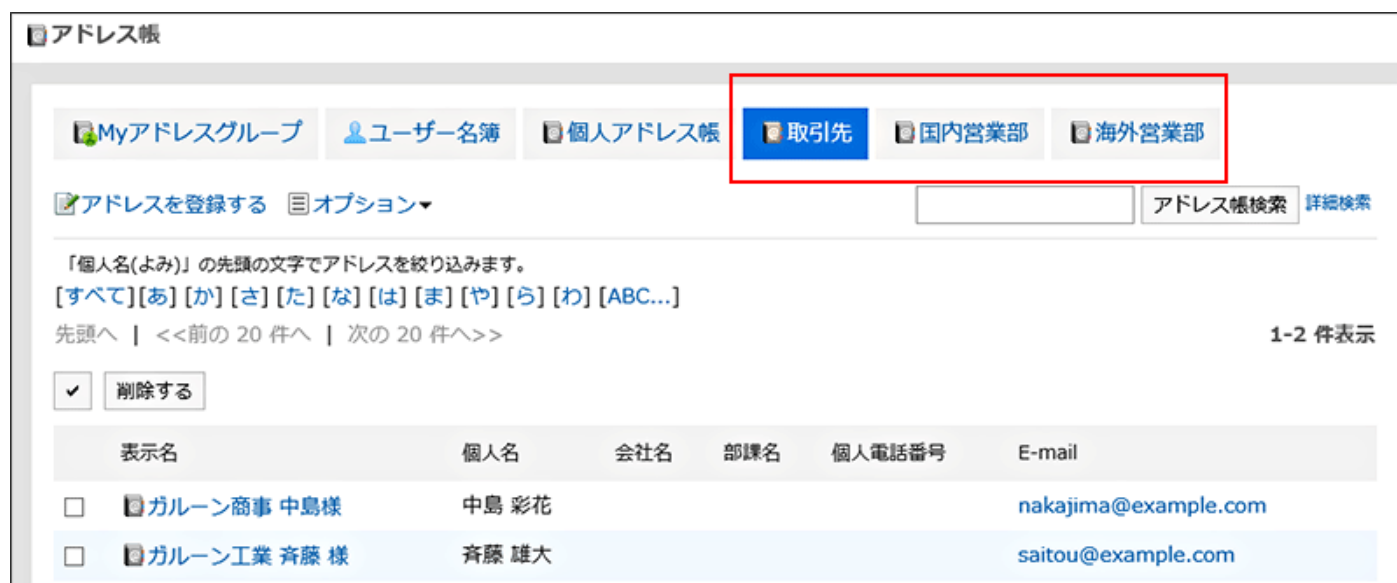 アドレス帳
Myアドレスグループ ユーザー名簿 個人アドレス帳 取引先 国内営業部 海外営業部
アドレスを登録する オプション▾ アドレス帳検索 詳細検索
「個人名(よみ)」の先頭の文字でアドレスを絞り込みます。
[すべて][あ] [か] [さ] [た] [な] [は] [ま] [や] [ら] [わ] [ABC...]
先頭へ | <<前の 20 件へ | 次の 20 件へ>> 1-2 件表示
削除する
表示名 個人名 会社名 部課名 個人電話番号 E-mail
ガルーン商事 中島様 中島 彩花 nakajima@example.com
ガルーン工業 斉藤 様 斉藤 雄大 saitou@example.com